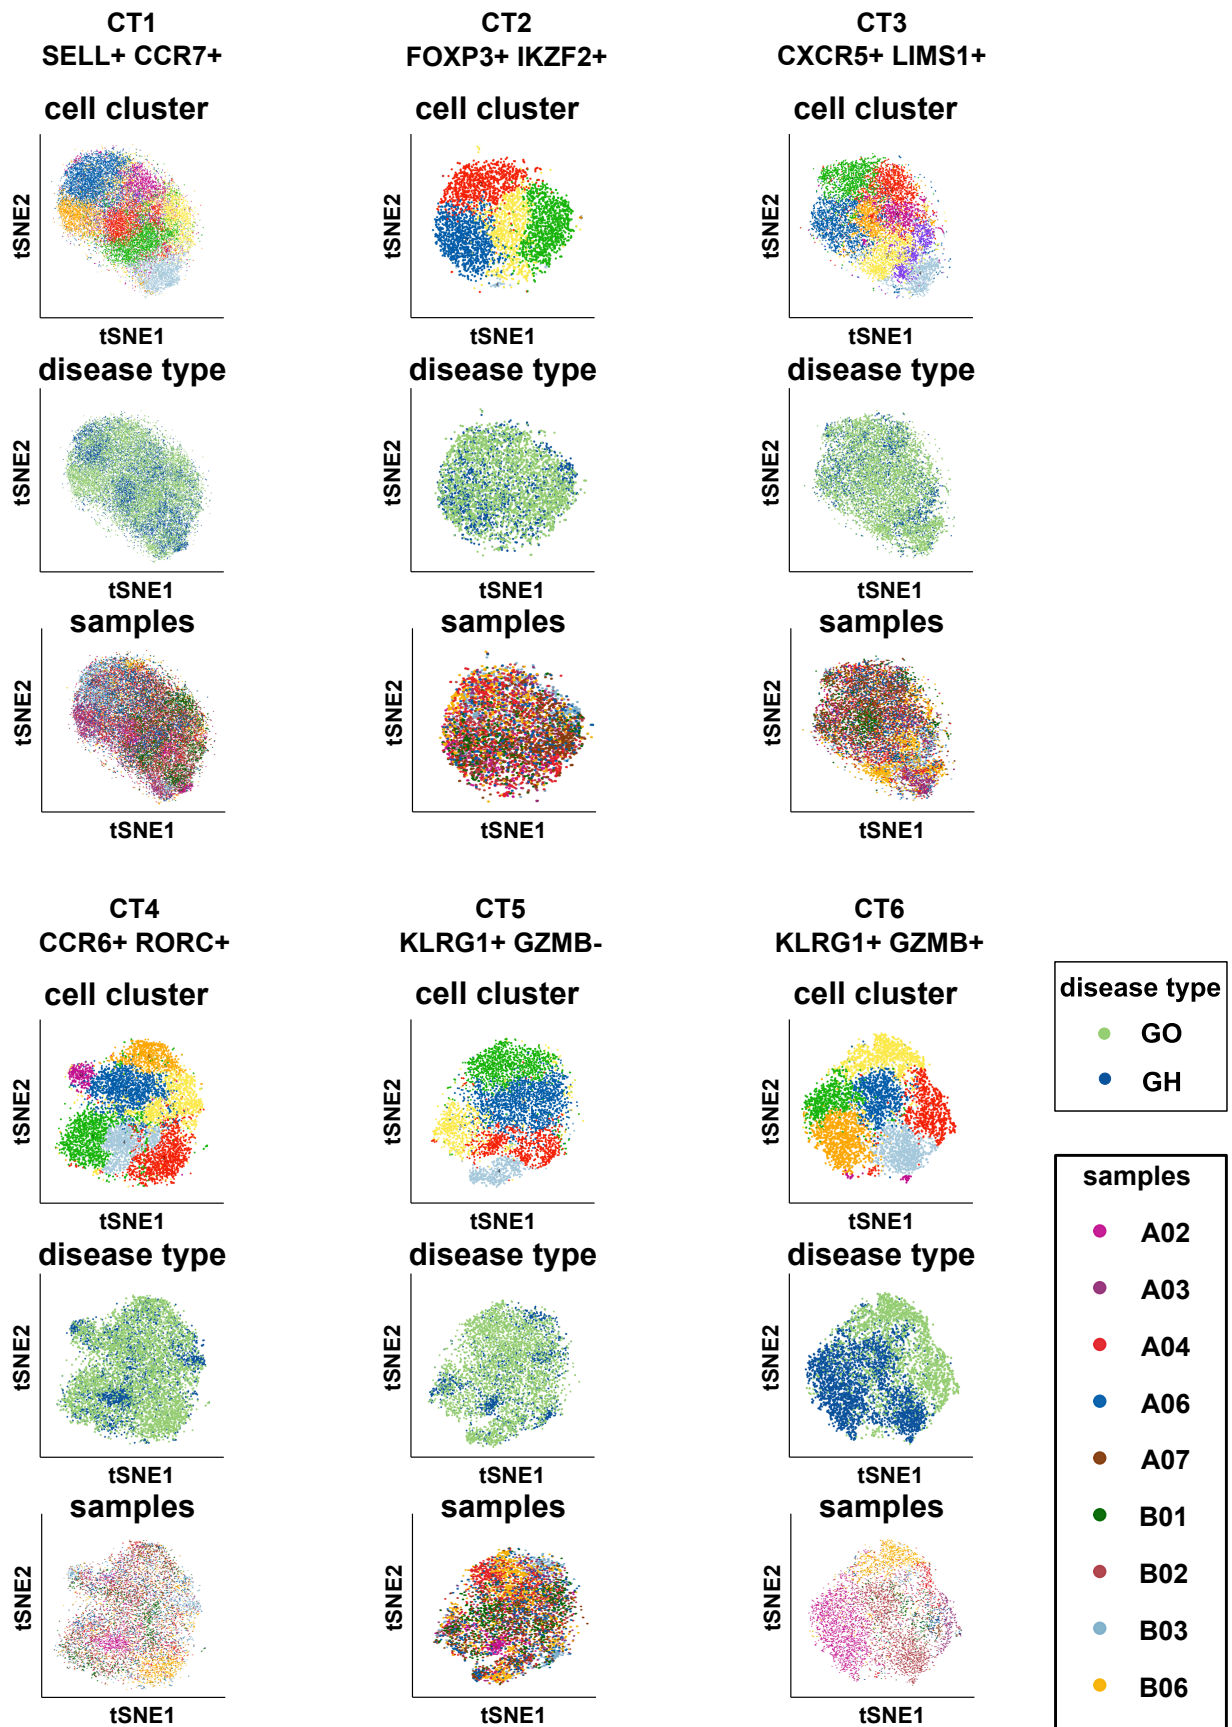 CT1
SELL+ CCR7+
CT2
FOXP3+ IKZF2+
CT3
CXCR5+ LIMS1+
cell cluster
cell cluster
cell cluster
tSNE2
tSNE2
tSNE2
tSNE1
tSNE1
tSNE1
disease type
disease type
disease type
tSNE2
tSNE2
tSNE2
tSNE1
tSNE1
tSNE1
samples
samples
samples
tSNE2
tSNE2
tSNE2
tSNE1
tSNE1
tSNE1
CT4
CCR6+ RORC+
CT5
KLRG1+ GZMB-
CT6
KLRG1+ GZMB+
cell cluster
cell cluster
cell cluster
tSNE2
tSNE2
tSNE2
tSNE1
tSNE1
tSNE1
disease type
disease type
disease type
tSNE2
tSNE2
tSNE2
tSNE1
tSNE1
tSNE1
samples
samples
samples
tSNE2
tSNE2
tSNE2
tSNE1
tSNE1
tSNE1
disease type
GO
GH
samples
A02
A03
A04
A06
A07
B01
B02
B03
B06